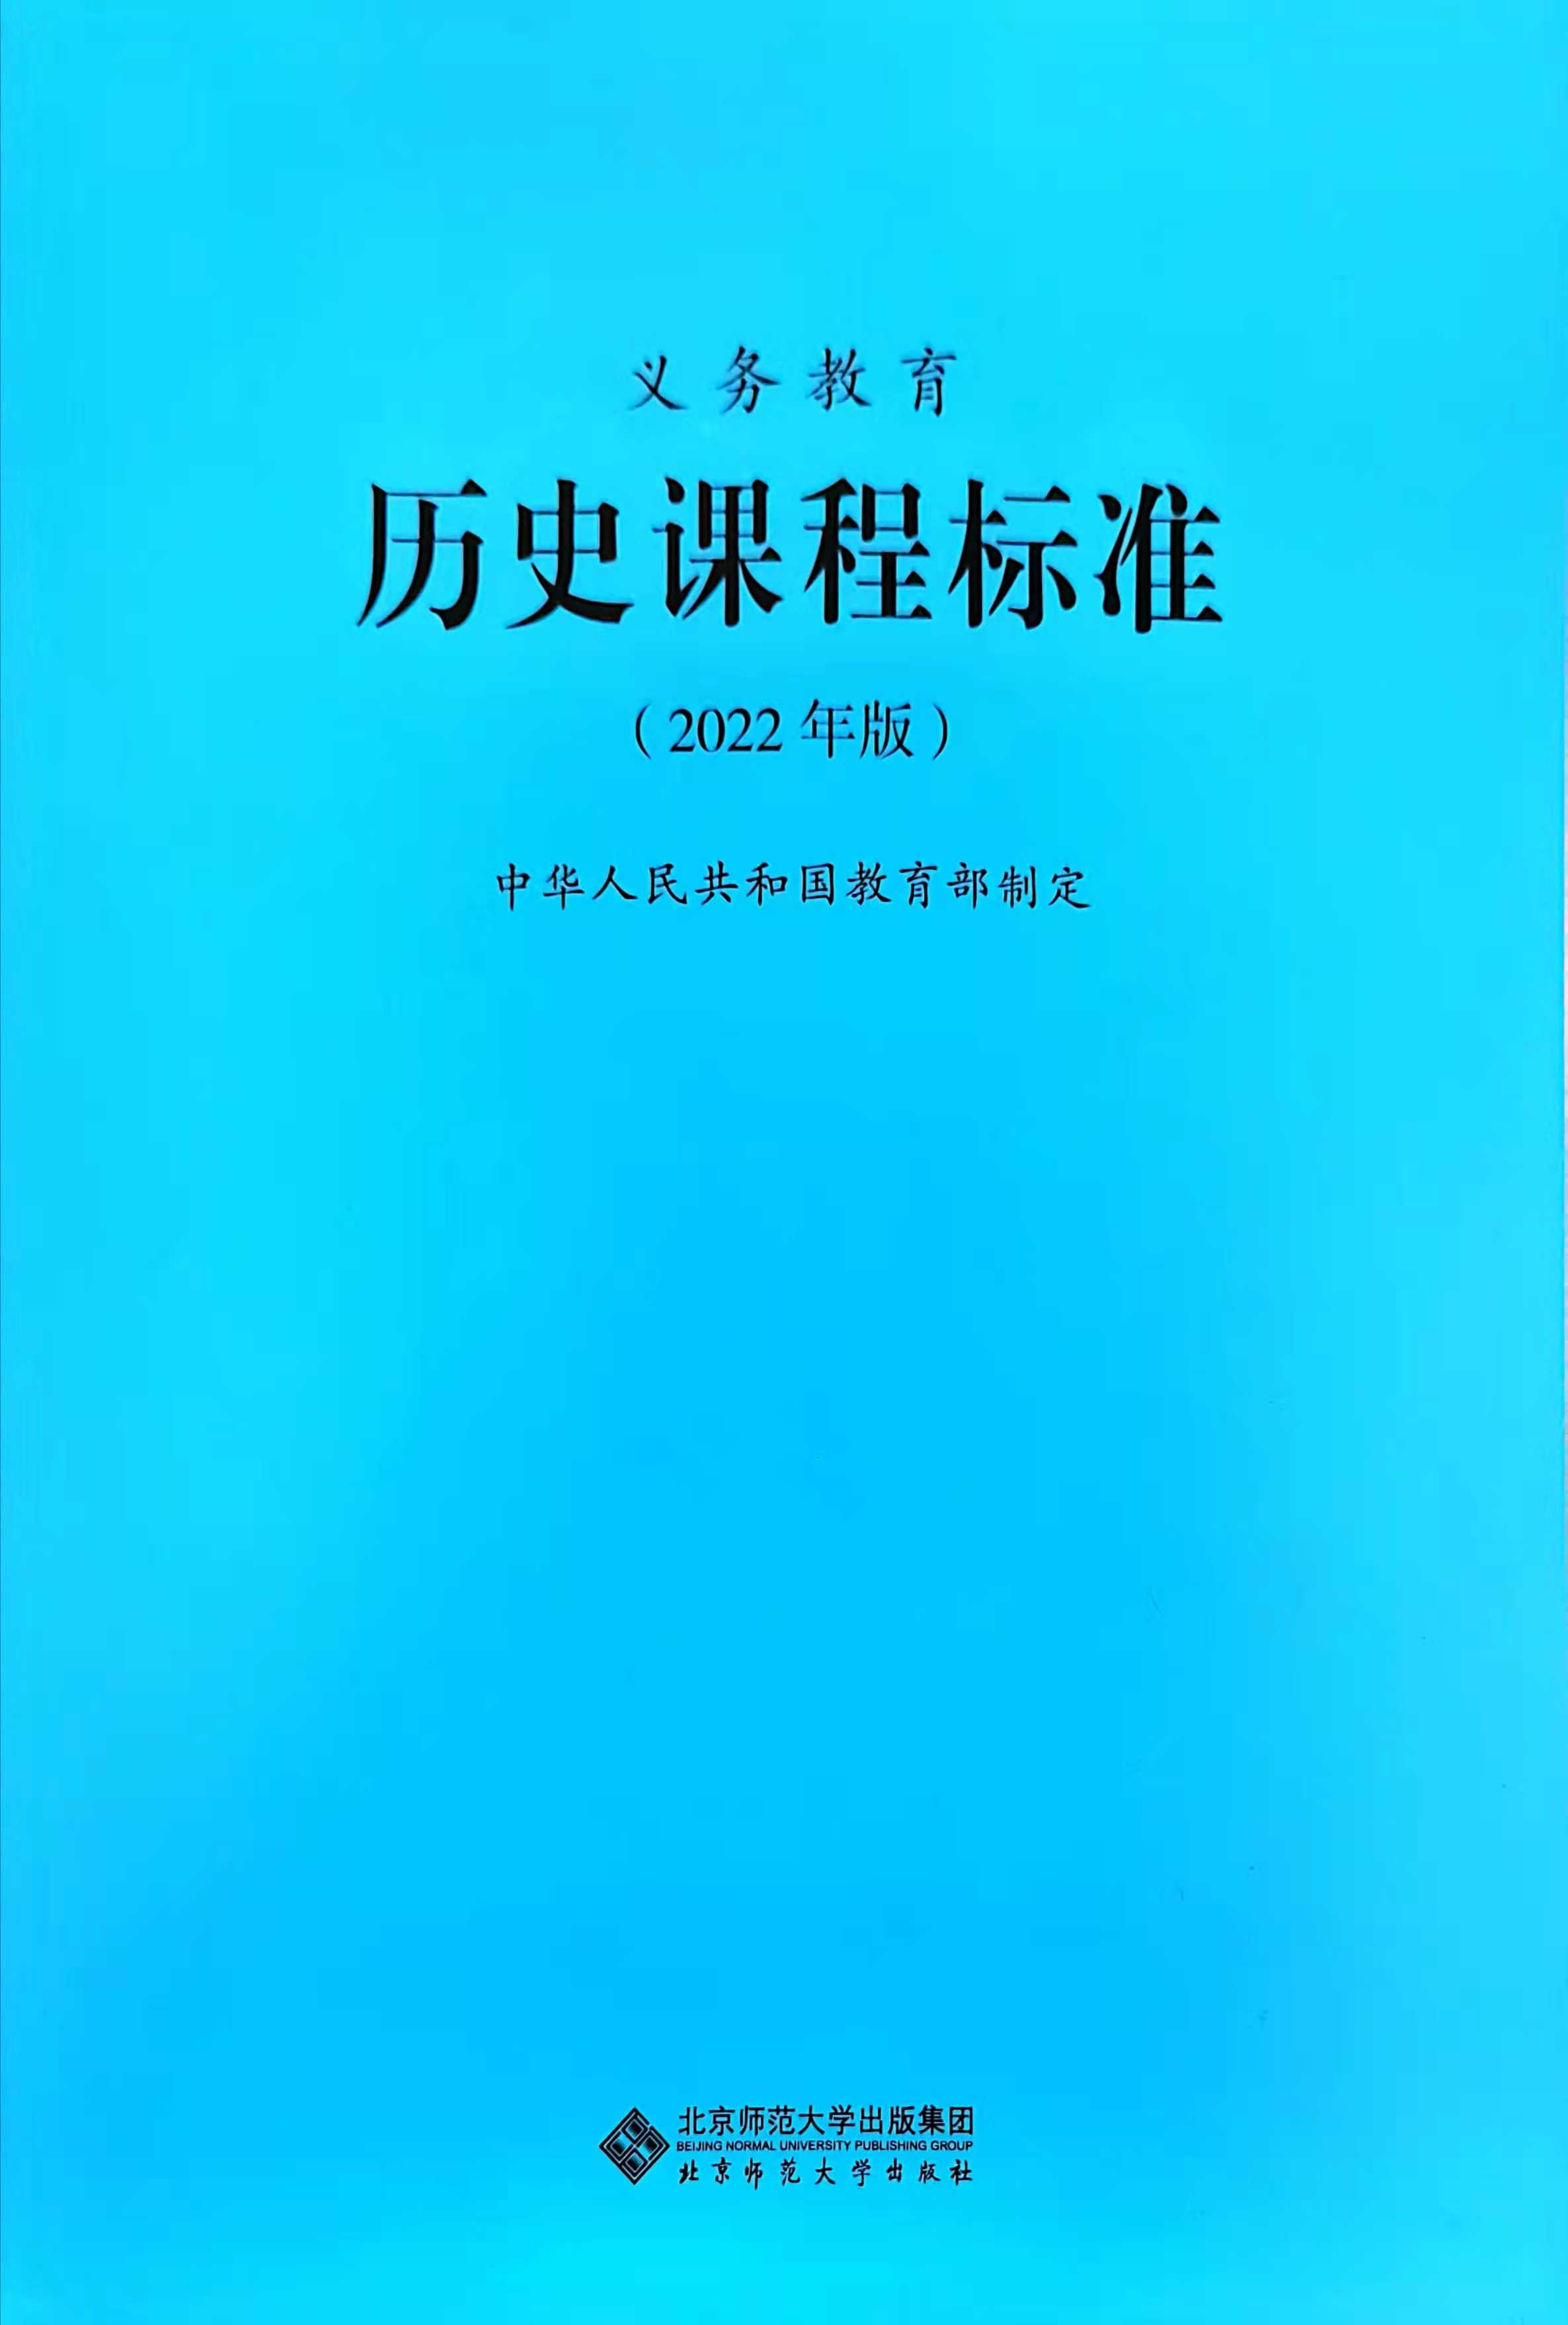 义务教育
历史课程标准
（2022年版）
中华人民共和国教育部制定
北京师范大学出版集团
BEIJING NORMAL UNIVERSITY PUBLISHING GROUP
北京师范大学出版社